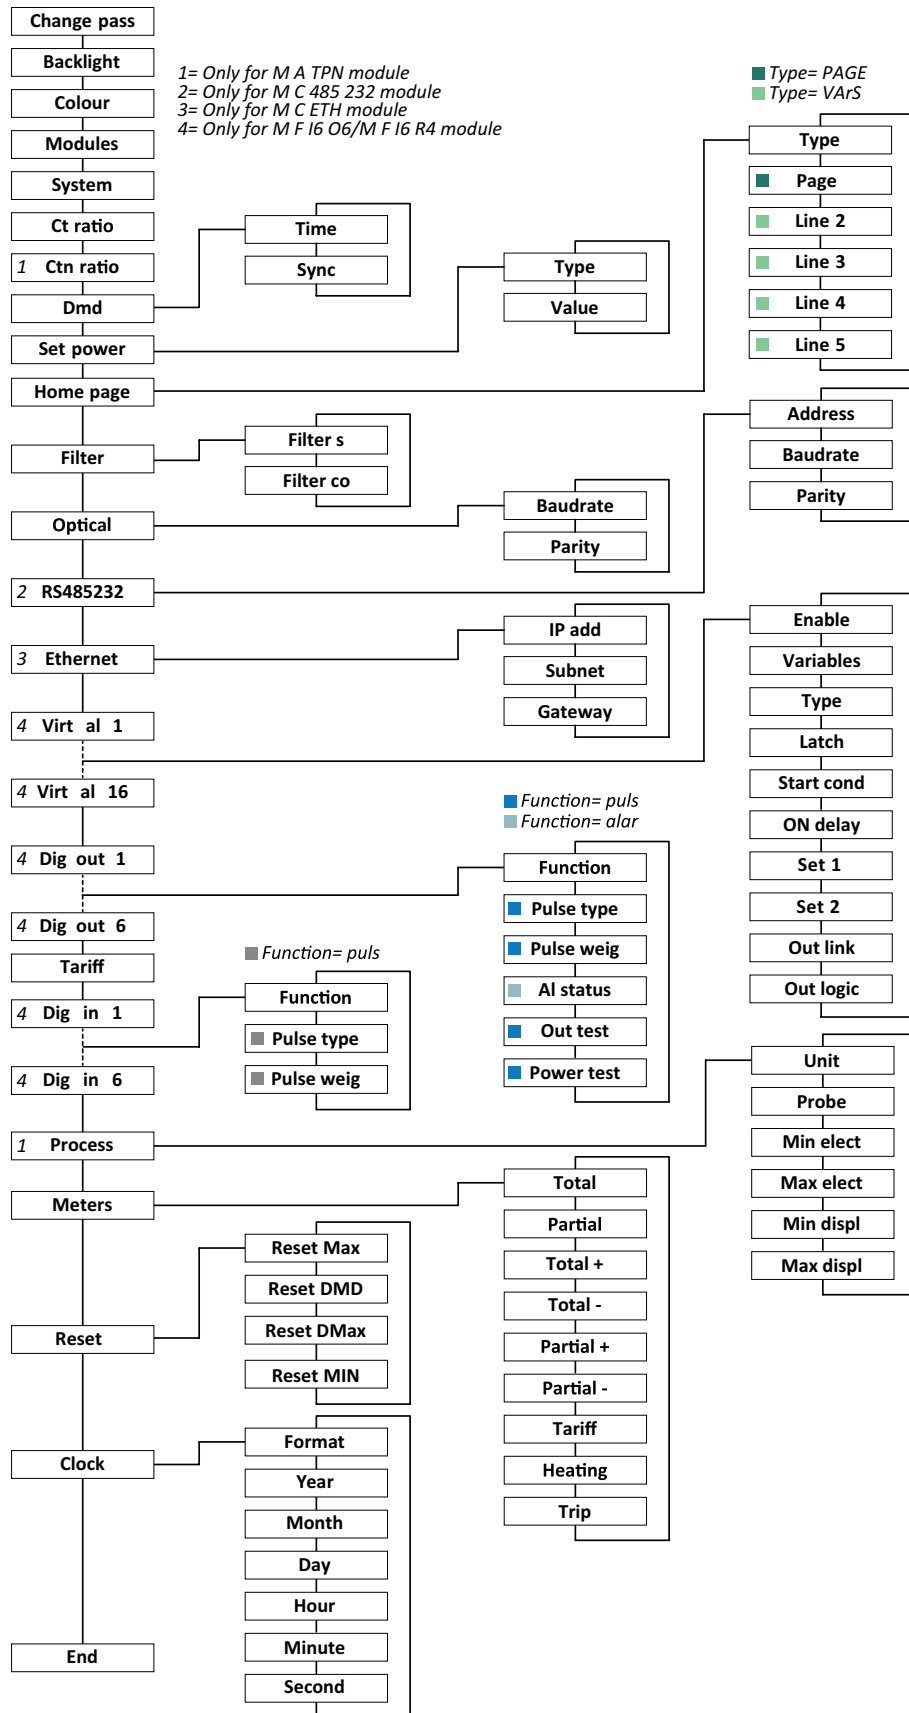 Change pass
Backlight
Colour
Modules
System
Ct ratio
1 Ctn ratio
Dmd
Set power
Home page
Filter
Optical
2 RS485232
3 Ethernet
4 Virt al 1
4 Virt al 16
4 Dig out 1
4 Dig out 6
Tariff
4 Dig in 1
4 Dig in 6
1 Process
Meters
Reset
Clock
End
1= Only for M A TPN module
2= Only for M C 485 232 module
3= Only for M C ETH module
4= Only for M F I6 O6/M F I6 R4 module
Time
Sync
Filter s
Filter co
Function= puls
Function
Pulse type
Pulse weig
Reset Max
Reset DMD
Reset DMax
Reset MIN
Format
Year
Month
Day
Hour
Minute
Second
Type
Value
Baudrate
Parity
IP add
Subnet
Gateway
Function= puls
Function= alar
Function
Pulse type
Pulse weig
Al status
Out test
Power test
Total
Partial
Total +
Total -
Partial +
Partial -
Tariff
Heating
Trip
Type= PAGE
Type= VArS
Type
Page
Line 2
Line 3
Line 4
Line 5
Address
Baudrate
Parity
Enable
Variables
Type
Latch
Start cond
ON delay
Set 1
Set 2
Out link
Out logic
Unit
Probe
Min elect
Max elect
Min displ
Max displ